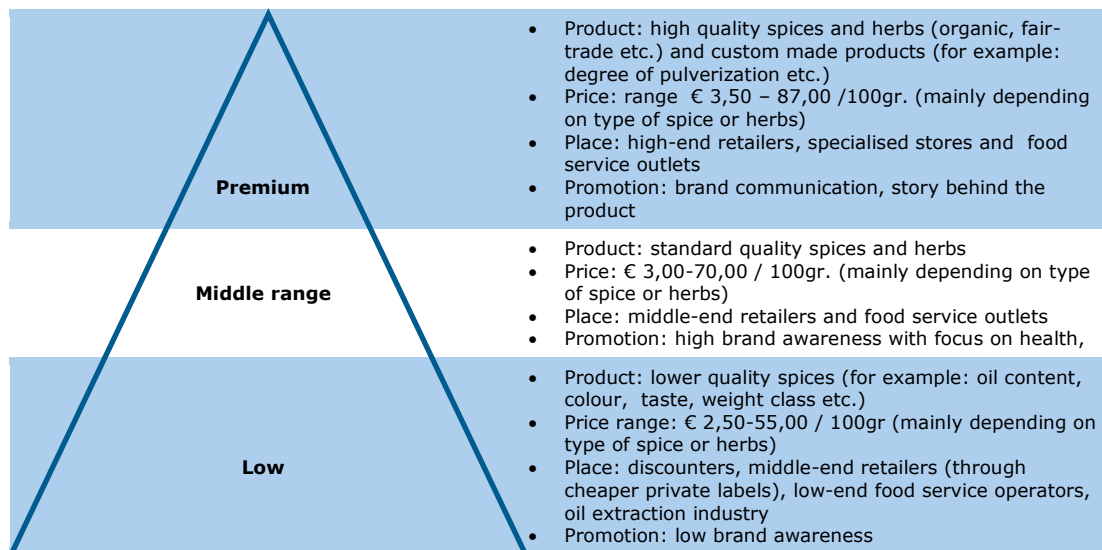 • Product: high quality spices and herbs (organic, fair-
trade etc.) and custom made products (for example:
degree of pulverization etc.)
• Price: range € 3,50 – 87,00 /100gr. (mainly depending
on type of spice or herbs)
• Place: high-end retailers, specialised stores and food
service outlets
Premium
• Promotion: brand communication, story behind the
product
• Product: standard quality spices and herbs
• Price: € 3,00-70,00 / 100gr. (mainly depending on type
of spice or herbs)
Middle range
• Place: middle-end retailers and food service outlets
• Promotion: high brand awareness with focus on health,
• Product: lower quality spices (for example: oil content,
colour, taste, weight class etc.)
• Price range: € 2,50-55,00 / 100gr (mainly depending on
type of spice or herbs)
Low
• Place: discounters, middle-end retailers (through
cheaper private labels), low-end food service operators,
oil extraction industry
• Promotion: low brand awareness